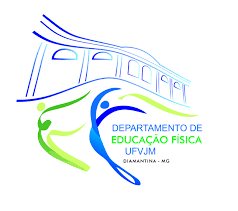 DEPARTAMENTO DE
EDUCAÇÃO FÍSICA
UFVJM
DIAMANTINA - MG